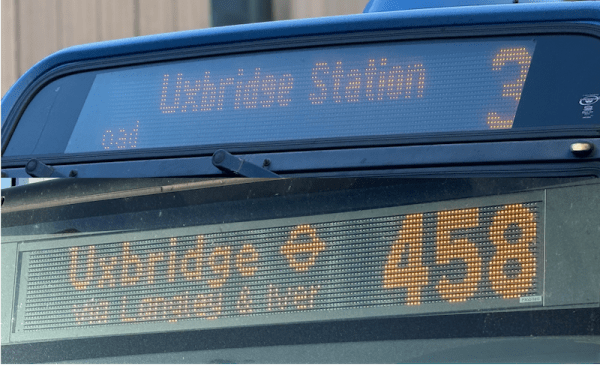 Uxbridge Station 3
oad
Uxbridge 458
via Langley & Iver